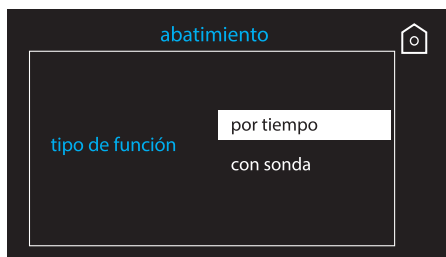 abatimiento
por tiempo
tipo de función
con sonda